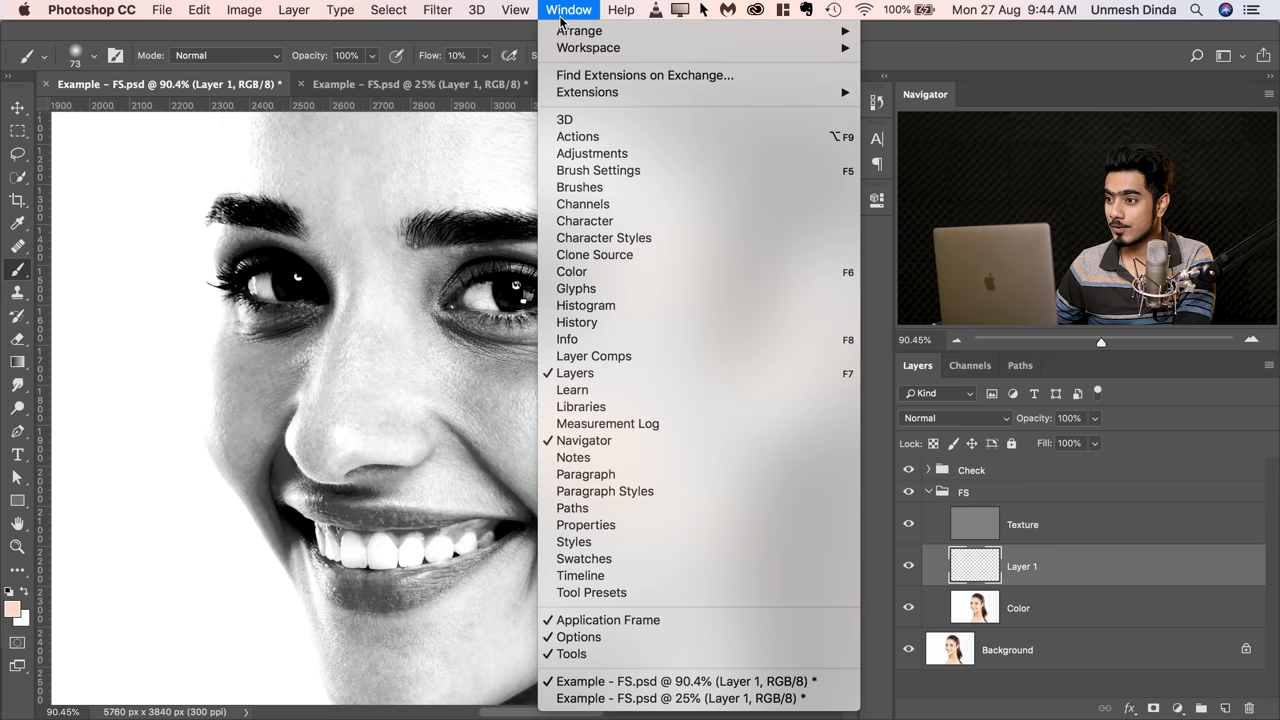 Photoshop CC File Edit Image Layer Type Select Filter 3D View Window Help 100% Mon 27 Aug 9:44 AM Unmesh Dinda
73 Mode: Normal Opacity: 100% Flow: 10% S
× Example - FS.psd @ 90.4% (Layer 1, RGB/8) * × Example - FS.psd @ 25% (Layer 1, RGB/8) *
1900 2000 2100 2200 2300 2400 2500 2600 2700 2800 2900 3000
Arrange
Workspace
Find Extensions on Exchange...
Extensions
3D
Actions ⌥F9
Adjustments
Brush Settings F5
Brushes
Channels
Character
Character Styles
Clone Source
Color F6
Glyphs
Histogram
History
Info F8
Layer Comps
✓ Layers F7
Learn
Libraries
Measurement Log
✓ Navigator
Notes
Paragraph
Paragraph Styles
Paths
Properties
Styles
Swatches
Timeline
Tool Presets
✓ Application Frame
✓ Options
✓ Tools
✓ Example - FS.psd @ 90.4% (Layer 1, RGB/8) *
Example - FS.psd @ 25% (Layer 1, RGB/8) *
Navigator
90.45%
Layers Channels Paths
Kind
Normal Opacity: 100%
Lock: Fill: 100%
Check
FS
Texture
Layer 1
Color
Background
90.45% 5760 px x 3840 px (300 ppi)